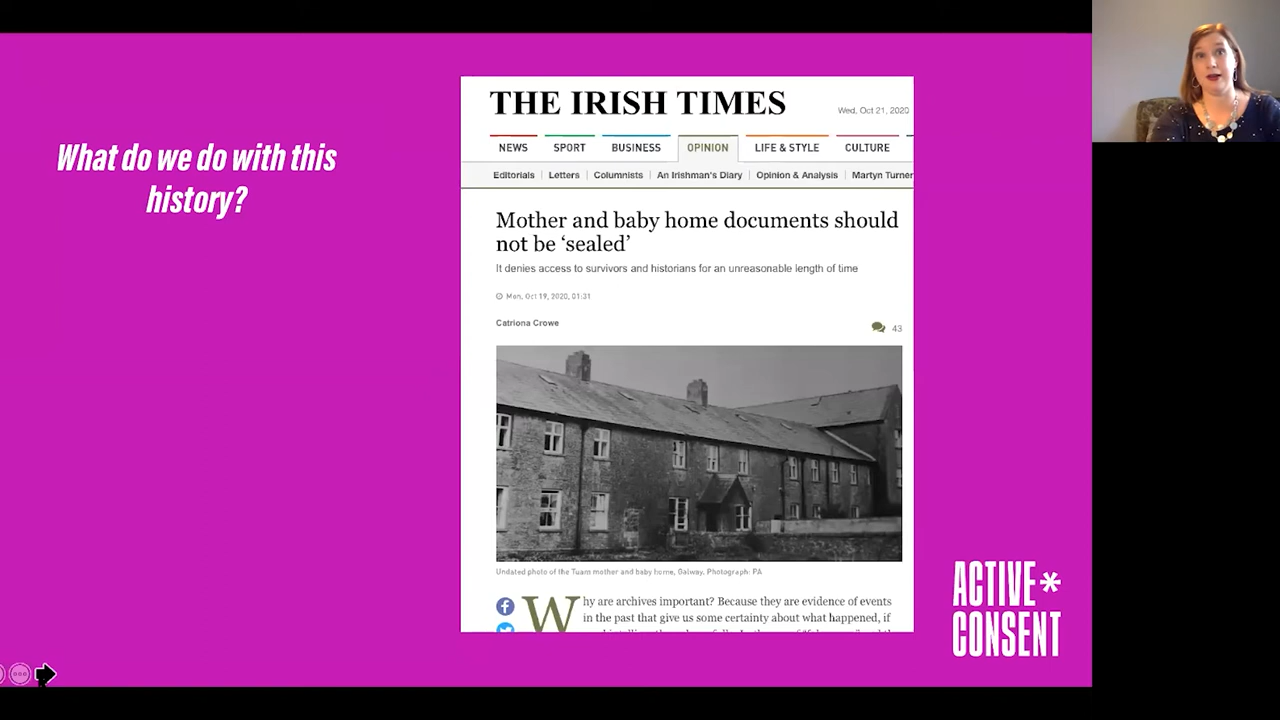 What do we do with this
history?
THE IRISH TIMES
Wed, Oct 21, 2020
NEWS SPORT BUSINESS OPINION LIFE & STYLE CULTURE
Editorials Letters Columnists An Irishman's Diary Opinion & Analysis Martyn Turner
Mother and baby home documents should
not be ‘sealed’
It denies access to survivors and historians for an unreasonable length of time
Mon, Oct 19, 2020, 01:31
Catriona Crowe
43
Undated photo of the Tuam mother and baby home, Galway. Photograph: PA
Why are archives important? Because they are evidence of events
in the past that give us some certainty about what happened, if
ACTIVE*
CONSENT